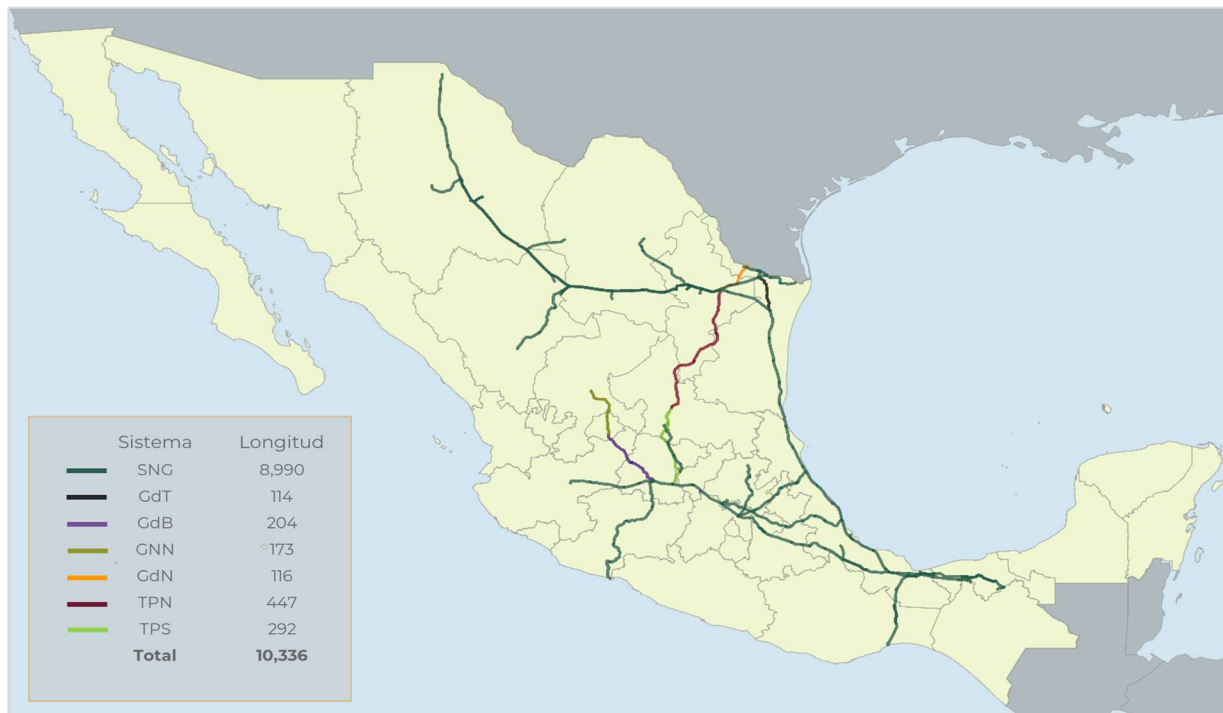 Sistema Longitud
SNG 8,990
GdT 114
GdB 204
GNN 173
GdN 116
TPN 447
TPS 292
Total 10,336